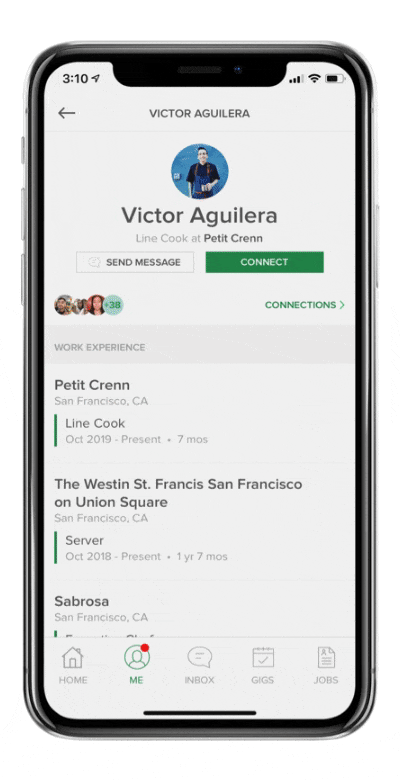 3:10
VICTOR AGUILERA
Victor Aguilera
Line Cook at Petit Crenn
SEND MESSAGE
CONNECT
+38
CONNECTIONS >
WORK EXPERIENCE
Petit Crenn
San Francisco, CA
Line Cook
Oct 2019 - Present • 7 mos
The Westin St. Francis San Francisco
on Union Square
San Francisco, CA
Server
Oct 2018 - Present • 1 yr 7 mos
Sabrosa
San Francisco, CA
HOME
ME
INBOX
GIGS
JOBS